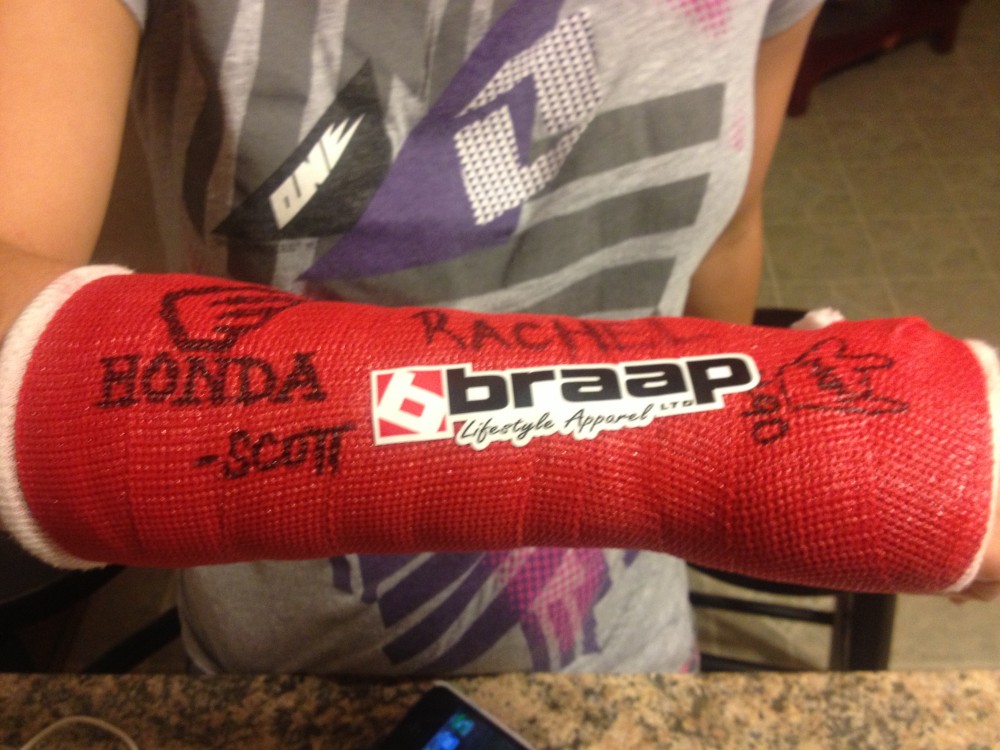 ONE
RACHEL
HONDA
braap
LTD
Lifestyle Apparel
-SCOTT